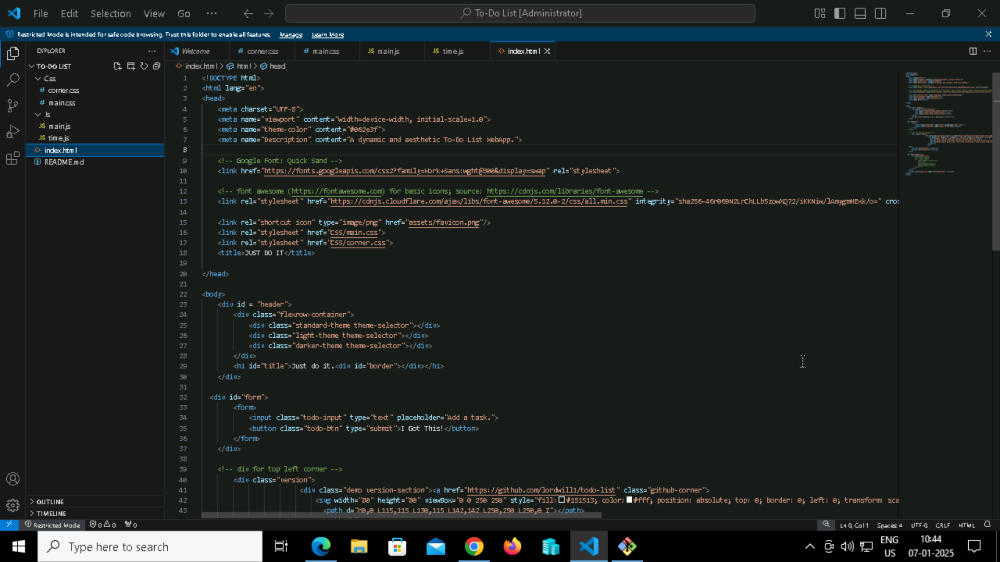 File Edit Selection View Go ··· To-Do List [Administrator]
Restricted Mode is intended for safe code browsing. Trust this folder to enable all features. Manage Learn More
EXPLORER
TO-DO LIST
Css
# corner.css
# main.css
Js
JS main.js
JS time.js
<> index.html
README.md
OUTLINE
TIMELINE
Welcome # corner.css # main.css JS main.js JS time.js <> index.html
<> index.html > html > head
1 <!DOCTYPE html>
2 <html lang="en">
3 <head>
4 <meta charset="UTF-8">
5 <meta name="viewport" content="width=device-width, initial-scale=1.0">
6 <meta name="theme-color" content="#062e3f">
7 <meta name="Description" content="A dynamic and aesthetic To-Do List WebApp.">
8
9 <!-- Google Font: Quick Sand -->
10 <link href="https://fonts.googleapis.com/css2?family=Work+Sans:wght@300&display=swap" rel="stylesheet">
11
12 <!-- font awesome (https://fontawesome.com) for basic icons; source: https://cdnjs.com/libraries/font-awesome -->
13 <link rel="stylesheet" href="https://cdnjs.cloudflare.com/ajax/libs/font-awesome/5.12.0-2/css/all.min.css" integrity="sha256-46r060N2LrChLLb5zowXQ72/iKKNiw/lAmygmHExk/o=" cros
14
15 <link rel="shortcut icon" type="image/png" href="assets/favicon.png"/>
16 <link rel="stylesheet" href="CSS/main.css">
17 <link rel="stylesheet" href="CSS/corner.css">
18 <title>JUST DO IT</title>
19
20 </head>
21
22 <body>
23 <div id = "header">
24 <div class="flexrow-container">
25 <div class="standard-theme theme-selector"></div>
26 <div class="light-theme theme-selector"></div>
27 <div class="darker-theme theme-selector"></div>
28 </div>
29 <h1 id="title">Just do it.<div id="border"></div></h1>
30 </div>
31
32 <div id="form">
33 <form>
34 <input class="todo-input" type="text" placeholder="Add a task.">
35 <button class="todo-btn" type="submit">I Got This!</button>
36 </form>
37 </div>
38
39 <!-- div for top left corner -->
40 <div class="version">
41 <div class="demo version-section"><a href="https://github.com/lordwill1/todo-list" class="github-corner">
42 <svg width="80" height="80" viewBox="0 0 250 250" style="fill:#151513; color:#fff; position: absolute; top: 0; border: 0; left: 0; transform: sca
43 <path d="M0,0 L115,115 L130,115 L142,142 L250,250 L250,0 Z"></path>
Restricted Mode 0 0 0 Ln 8, Col 1 Spaces: 4 UTF-8 CRLF HTML
Type here to search ENG US 10:44 07-01-2025